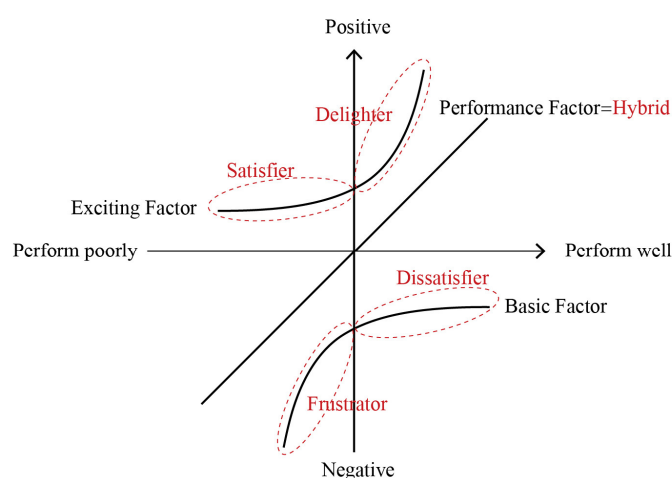 Positive
Delighter
Performance Factor=Hybrid
Satisfier
Exciting Factor
Perform poorly
Perform well
Dissatisfier
Basic Factor
Frustrator
Negative